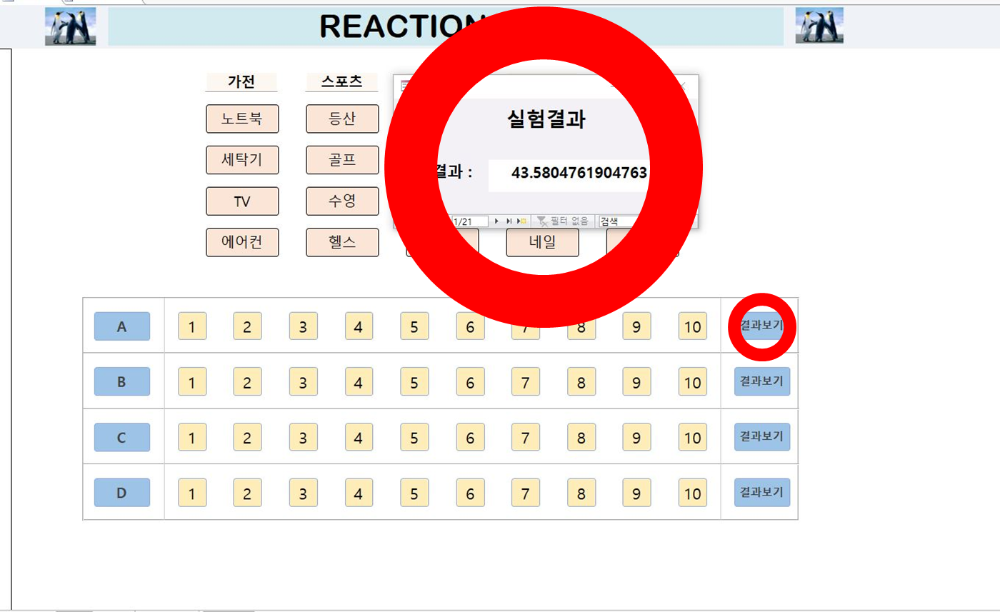 REACTION
가전 스포츠
실험결과
노트북 등산
세탁기 골프
결과 : 43.5804761904763
TV 수영
1/21 필터 없음 검색
에어컨 헬스 네일
A 1 2 3 4 5 6 7 8 9 10 결과보기
B 1 2 3 4 5 6 7 8 9 10 결과보기
C 1 2 3 4 5 6 7 8 9 10 결과보기
D 1 2 3 4 5 6 7 8 9 10 결과보기